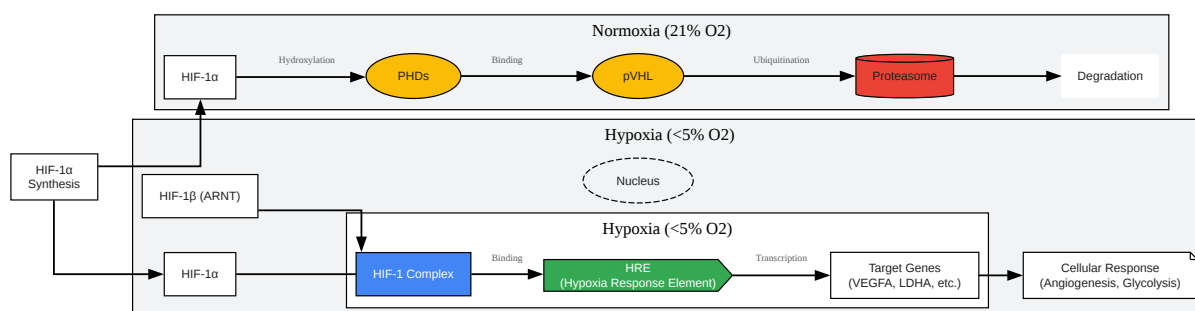 Normoxia (21% O2)
HIF-1α
Hydroxylation
PHDs
Binding
pVHL
Ubiquitination
Proteasome
Degradation
Hypoxia (<5% O2)
HIF-1α
Synthesis
Nucleus
HIF-1β (ARNT)
Hypoxia (<5% O2)
HIF-1α
HIF-1 Complex
Binding
HRE
(Hypoxia Response Element)
Transcription
Target Genes
(VEGFA, LDHA, etc.)
Cellular Response
(Angiogenesis, Glycolysis)